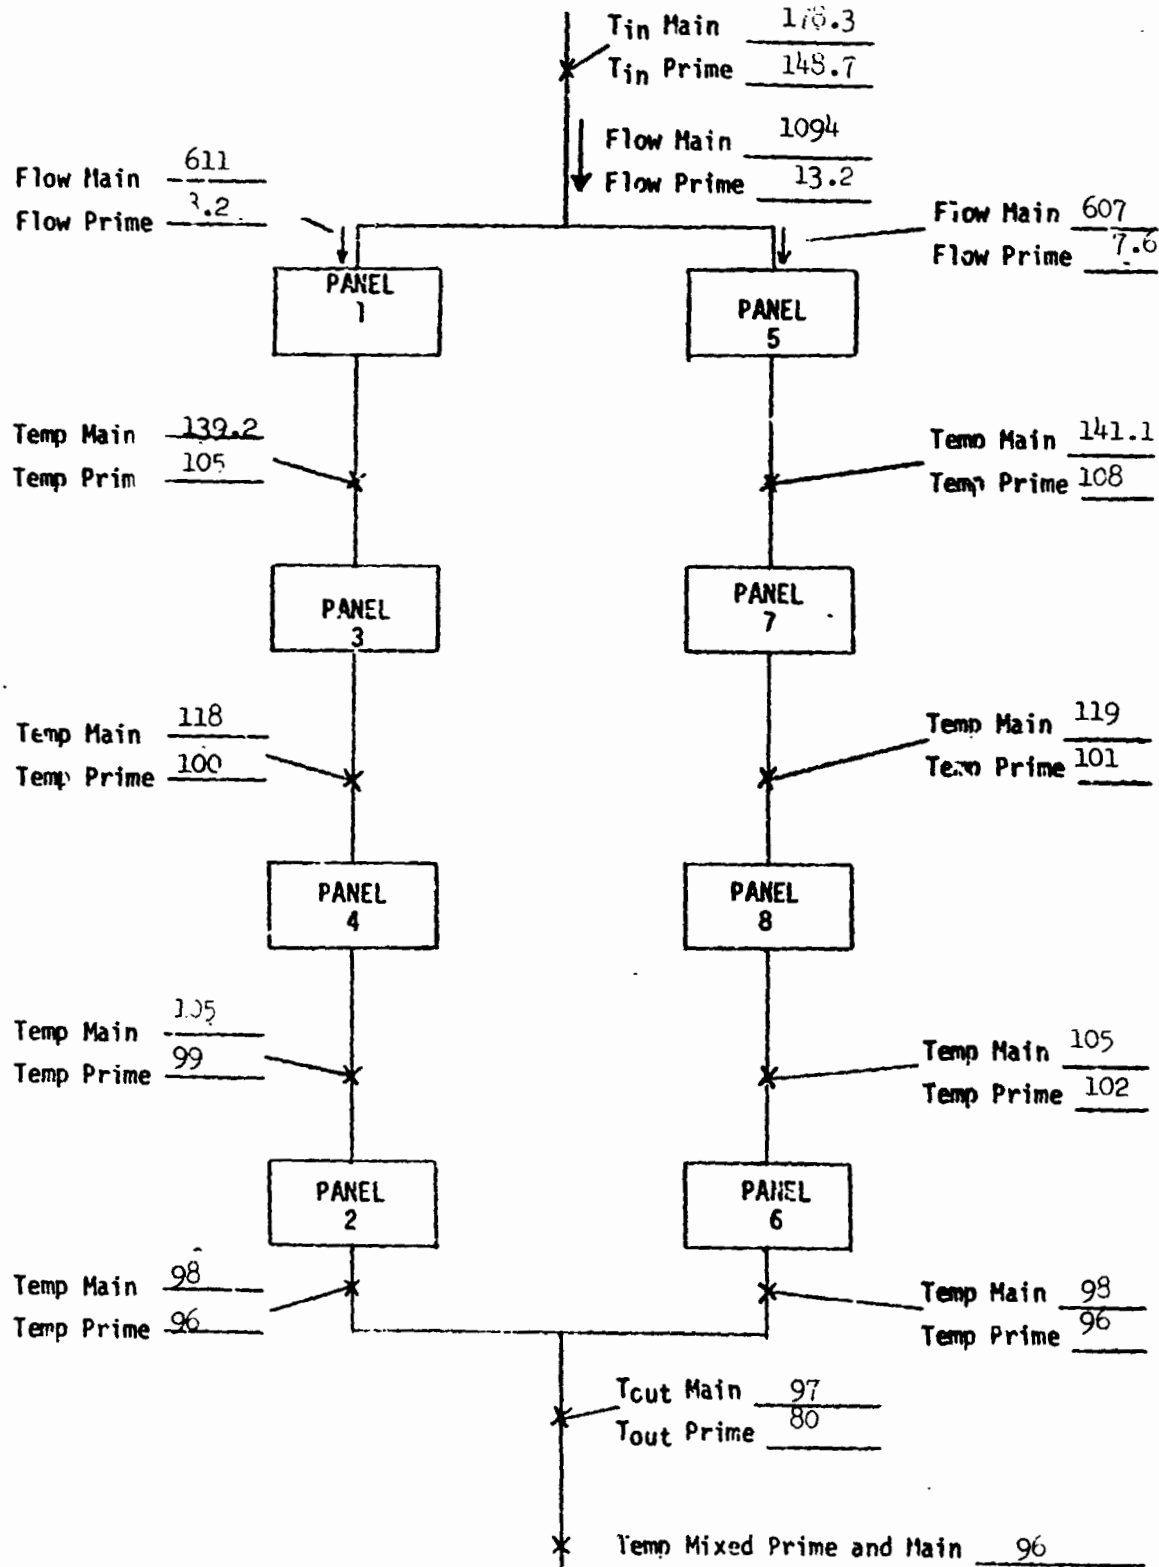 Tin Main
Tin Prime 148.7
Flow Main 1094
Flow Prime 13.2
Flow Main 611
Flow Prime
Flow Main 607
Flow Prime 7.6
PANEL
1
PANEL
5
Temp Main 139.2
Temp Prim 105
Temp Main 141.1
Temp Prime 108
PANEL
3
PANEL
7
Temp Main 118
Temp Prime 100
Temp Main 119
Temp Prime 101
PANEL
4
PANEL
8
Temp Main 105
Temp Prime 99
Temp Main 105
Temp Prime 102
PANEL
2
PANEL
6
Temp Main 98
Temp Prime 96
Temp Main 98
Temp Prime 96
Tout Main 97
Tout Prime 80
Temp Mixed Prime and Main 96